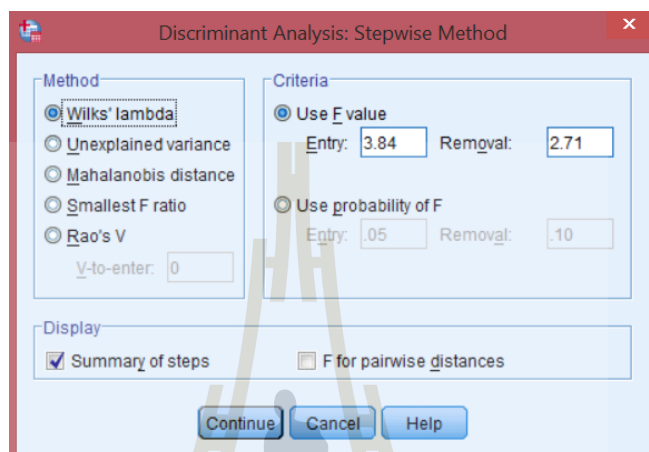 Discriminant Analysis: Stepwise Method
Method
Wilks' lambda
Unexplained variance
Mahalanobis distance
Smallest F ratio
Rao's V
V-to-enter: 0
Criteria
Use F value
Entry: 3.84 Removal: 2.71
Use probability of F
Entry: .05 Removal: .10
Display
Summary of steps F for pairwise distances
Continue Cancel Help